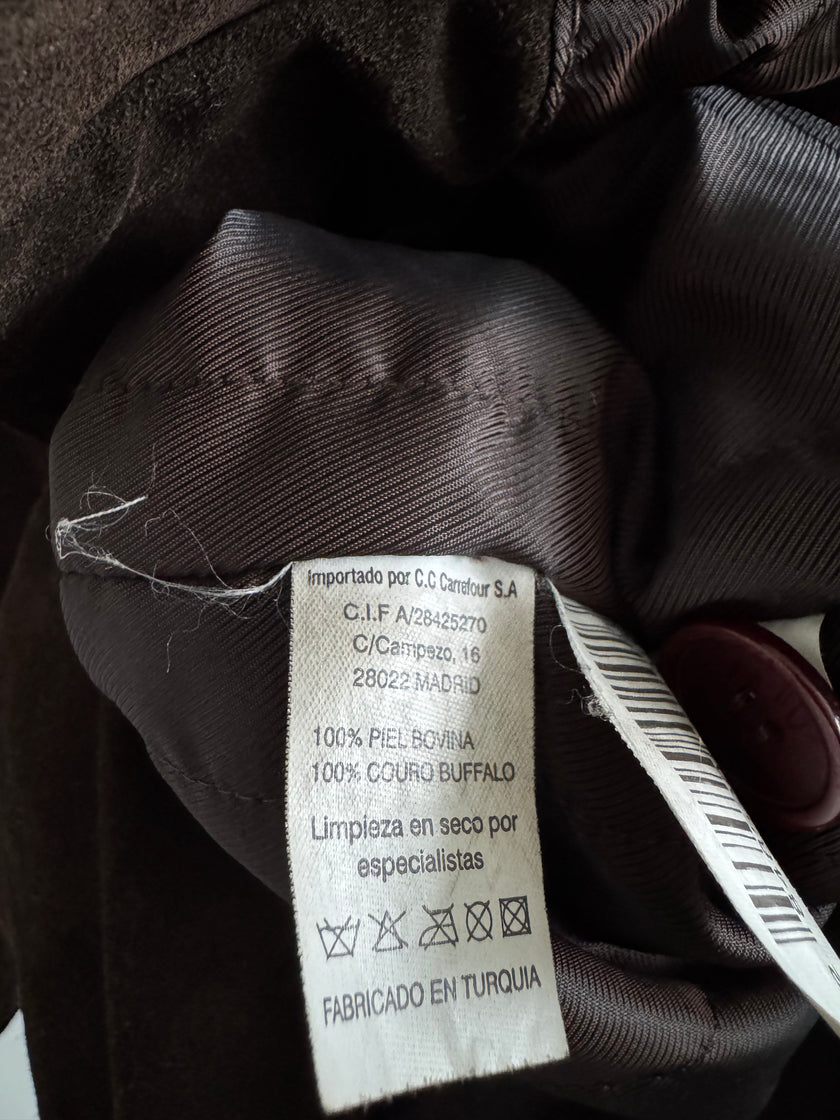 Importado por C.C Carrefour S.A
C.I.F A/28425270
C/Campezo, 16
28022 MADRID
100% PIEL BOVINA
100% COURO BUFFALO
Limpieza en seco por
especialistas
FABRICADO EN TURQUIA